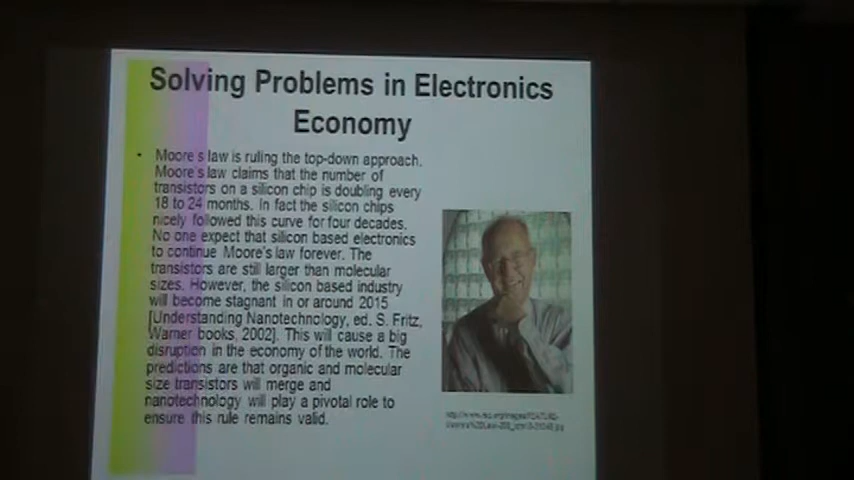 Solving Problems in Electronics
Economy
• Moore's law is ruling the top-down approach.
Moore's law claims that the number of
transistors on a silicon chip is doubling every
18 to 24 months. In fact the silicon chips
nicely followed this curve for four decades.
No one expect that silicon based electronics
to continue Moore's law forever. The
transistors are still larger than molecular
sizes. However, the silicon based industry
will become stagnant in or around 2015
[Understanding Nanotechnology, ed. S. Fritz,
Warner books, 2002]. This will cause a big
disruption in the economy of the world. The
predictions are that organic and molecular
size transistors will merge and
nanotechnology will play a pivotal role to
ensure this rule remains valid.